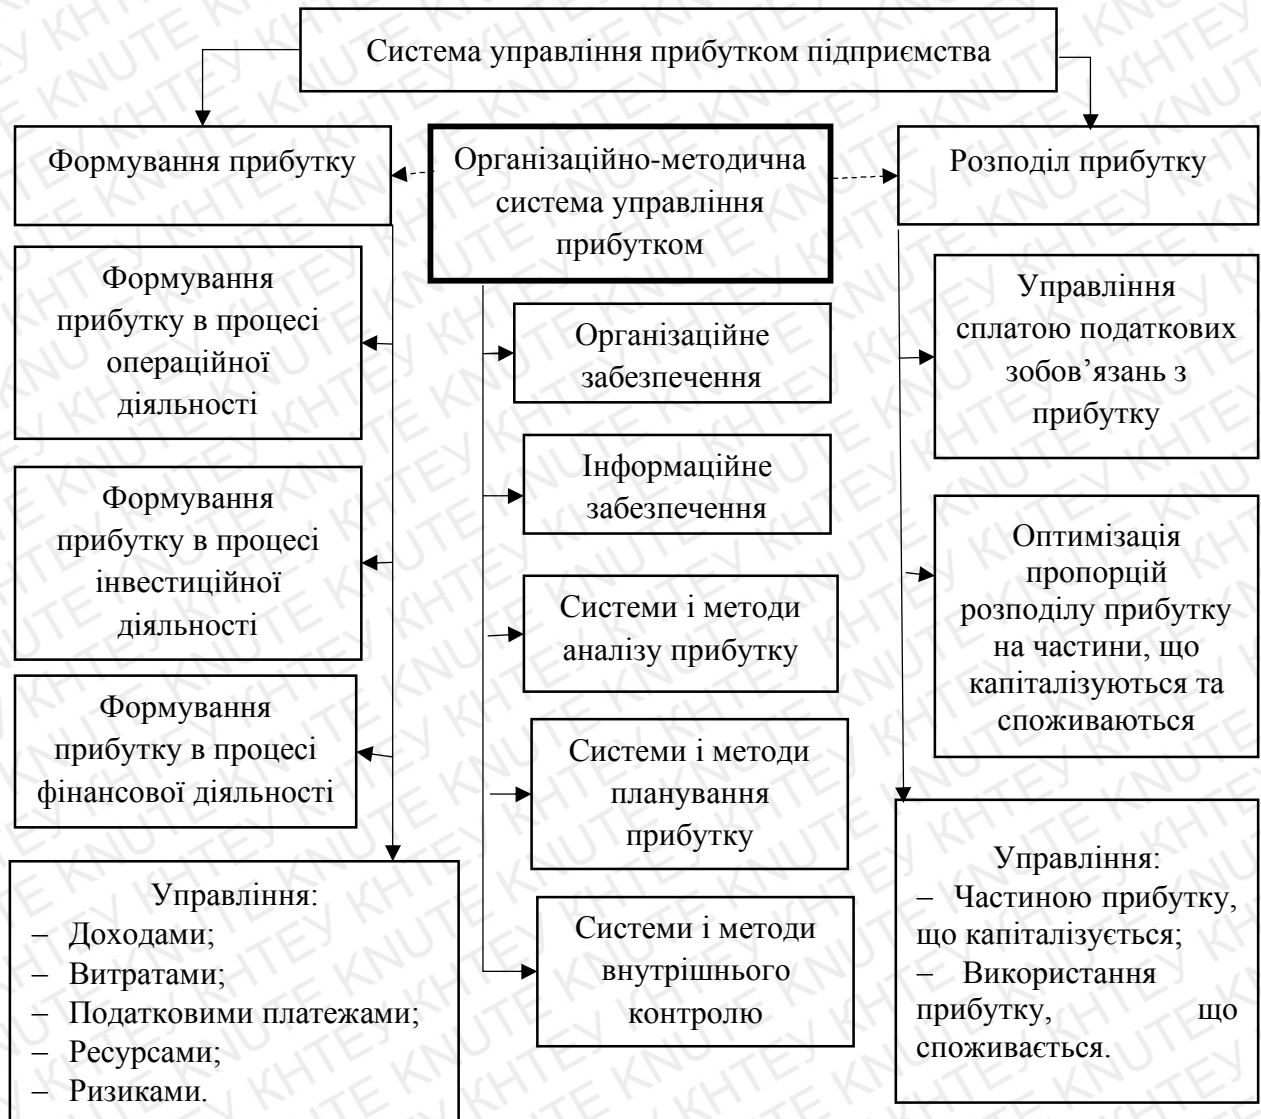 Система управління прибутком підприємства
Формування прибутку
Організаційно-методична
система управління
прибутком
Розподіл прибутку
Формування
прибутку в процесі
операційної
діяльності
Формування
прибутку в процесі
інвестиційної
діяльності
Формування
прибутку в процесі
фінансової діяльності
Управління:
– Доходами;
– Витратами;
– Податковими платежами;
– Ресурсами;
– Ризиками.
Організаційне
забезпечення
Інформаційне
забезпечення
Системи і методи
аналізу прибутку
Системи і методи
планування
прибутку
Системи і методи
внутрішнього
контролю
Управління
сплатою податкових
зобов’язань з
прибутку
Оптимізація
пропорцій
розподілу прибутку
на частини, що
капіталізуються та
споживаються
Управління:
– Частиною прибутку,
що капіталізується;
– Використання
прибутку, що
споживається.